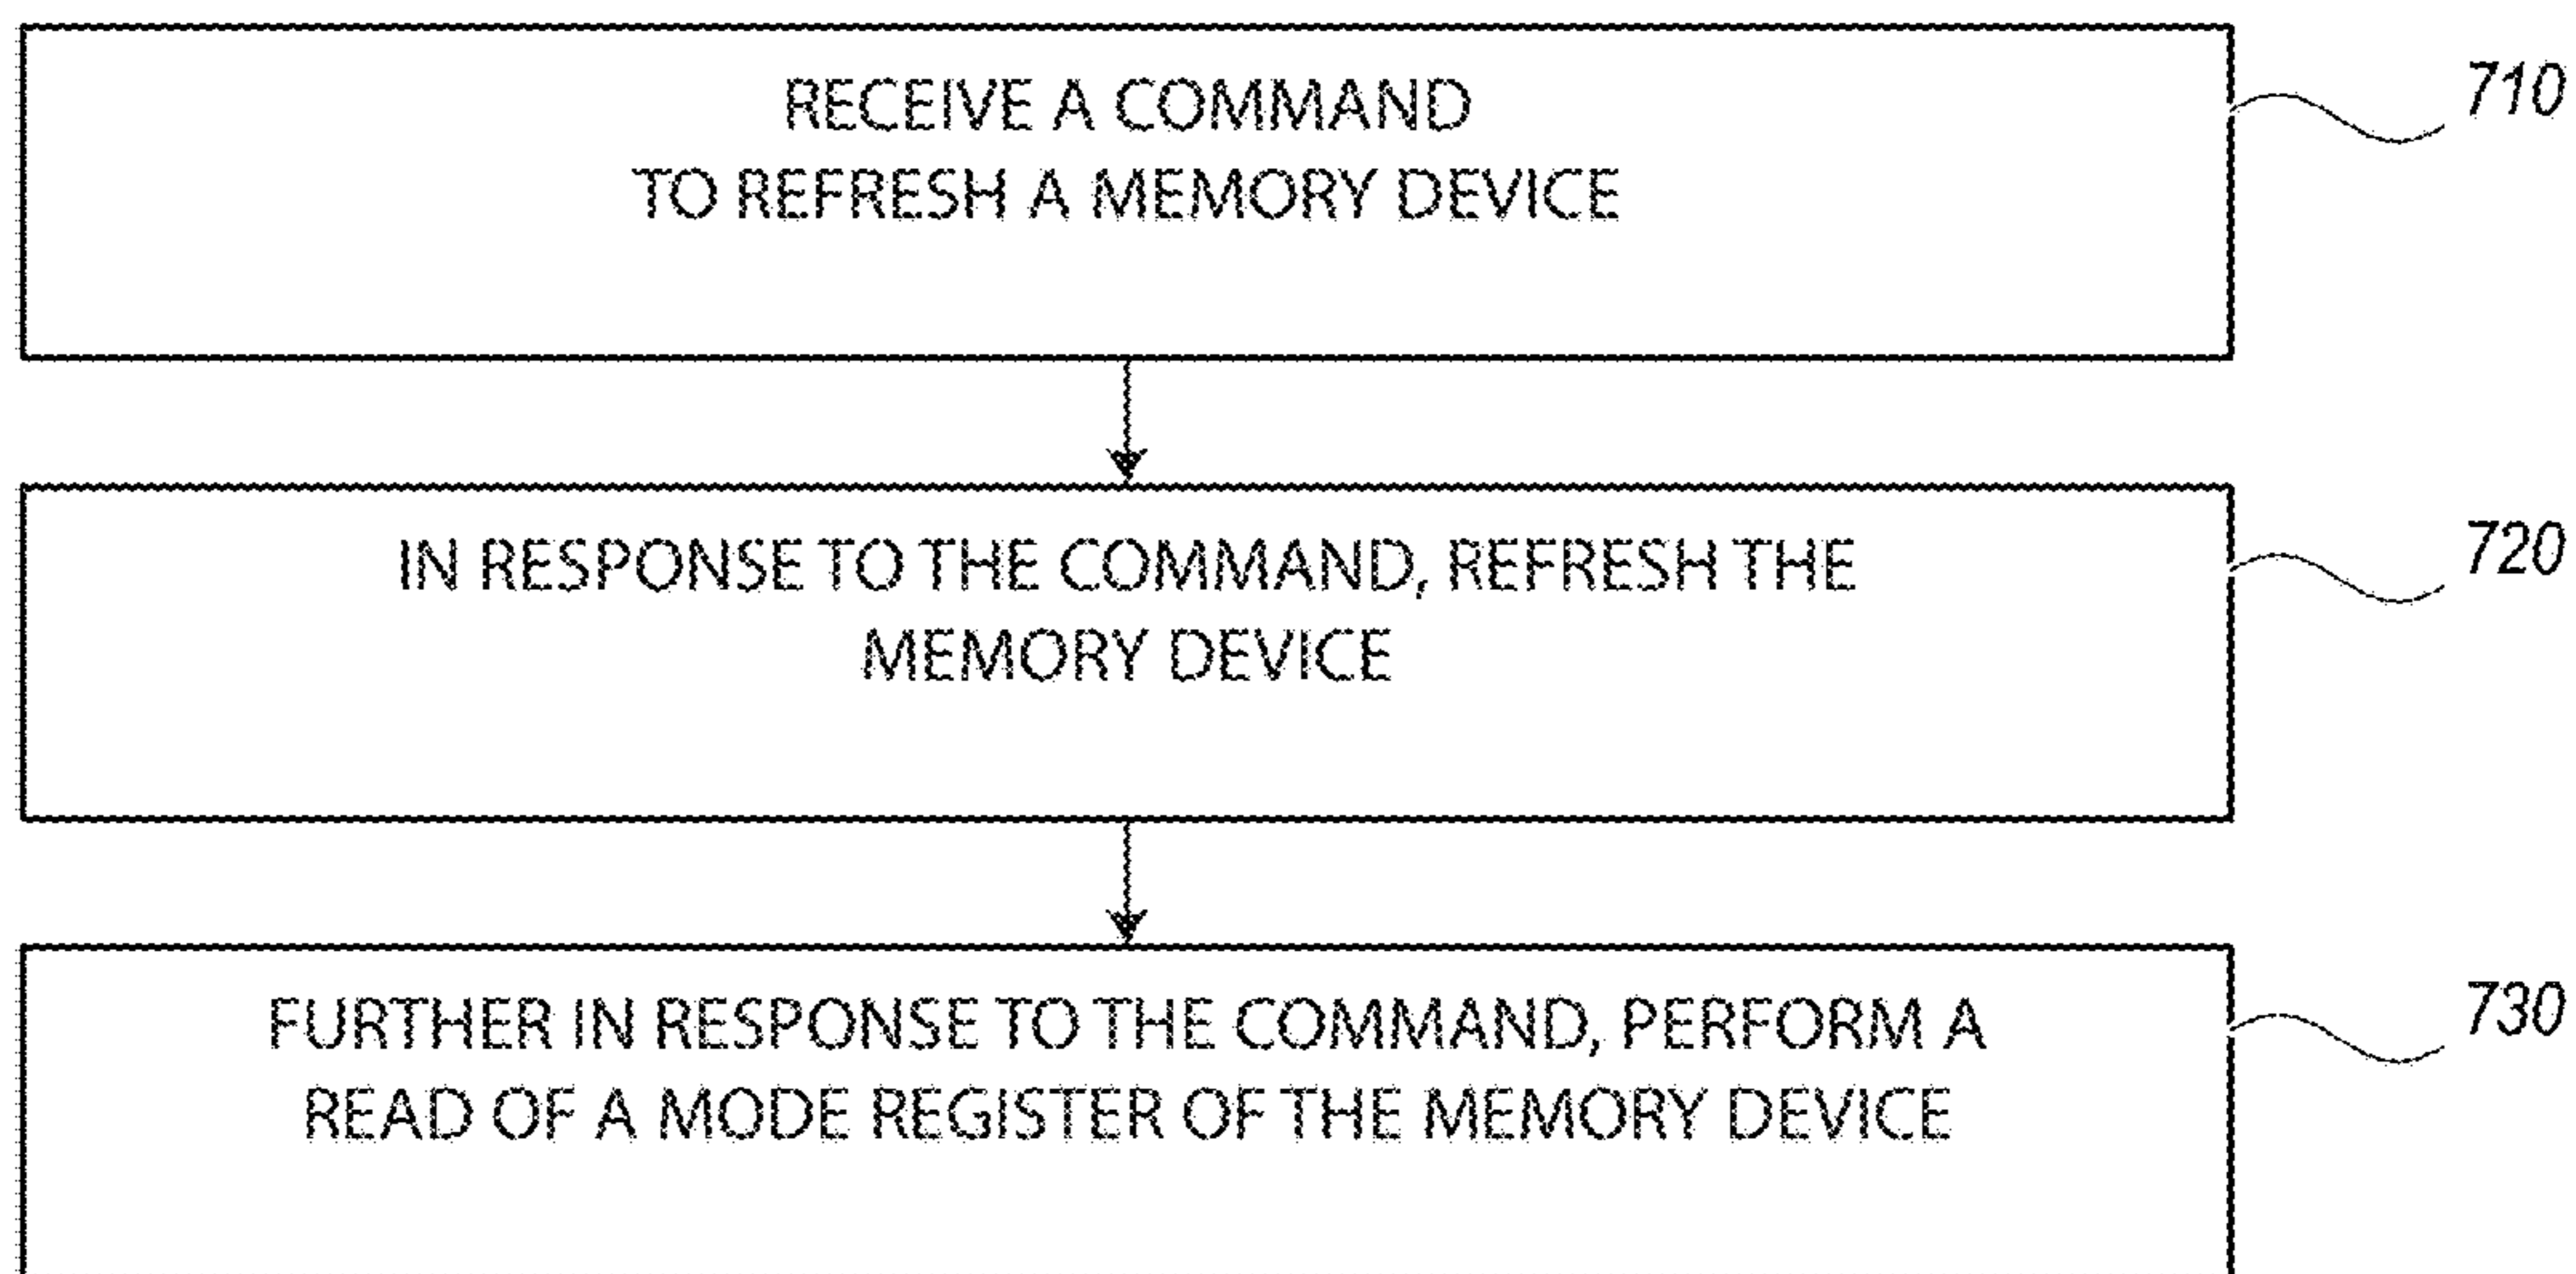 RECEIVE A COMMAND
TO REFRESH A MEMORY DEVICE
710
IN RESPONSE TO THE COMMAND, REFRESH THE
MEMORY DEVICE
720
FURTHER IN RESPONSE TO THE COMMAND, PERFORM A
READ OF A MODE REGISTER OF THE MEMORY DEVICE
730